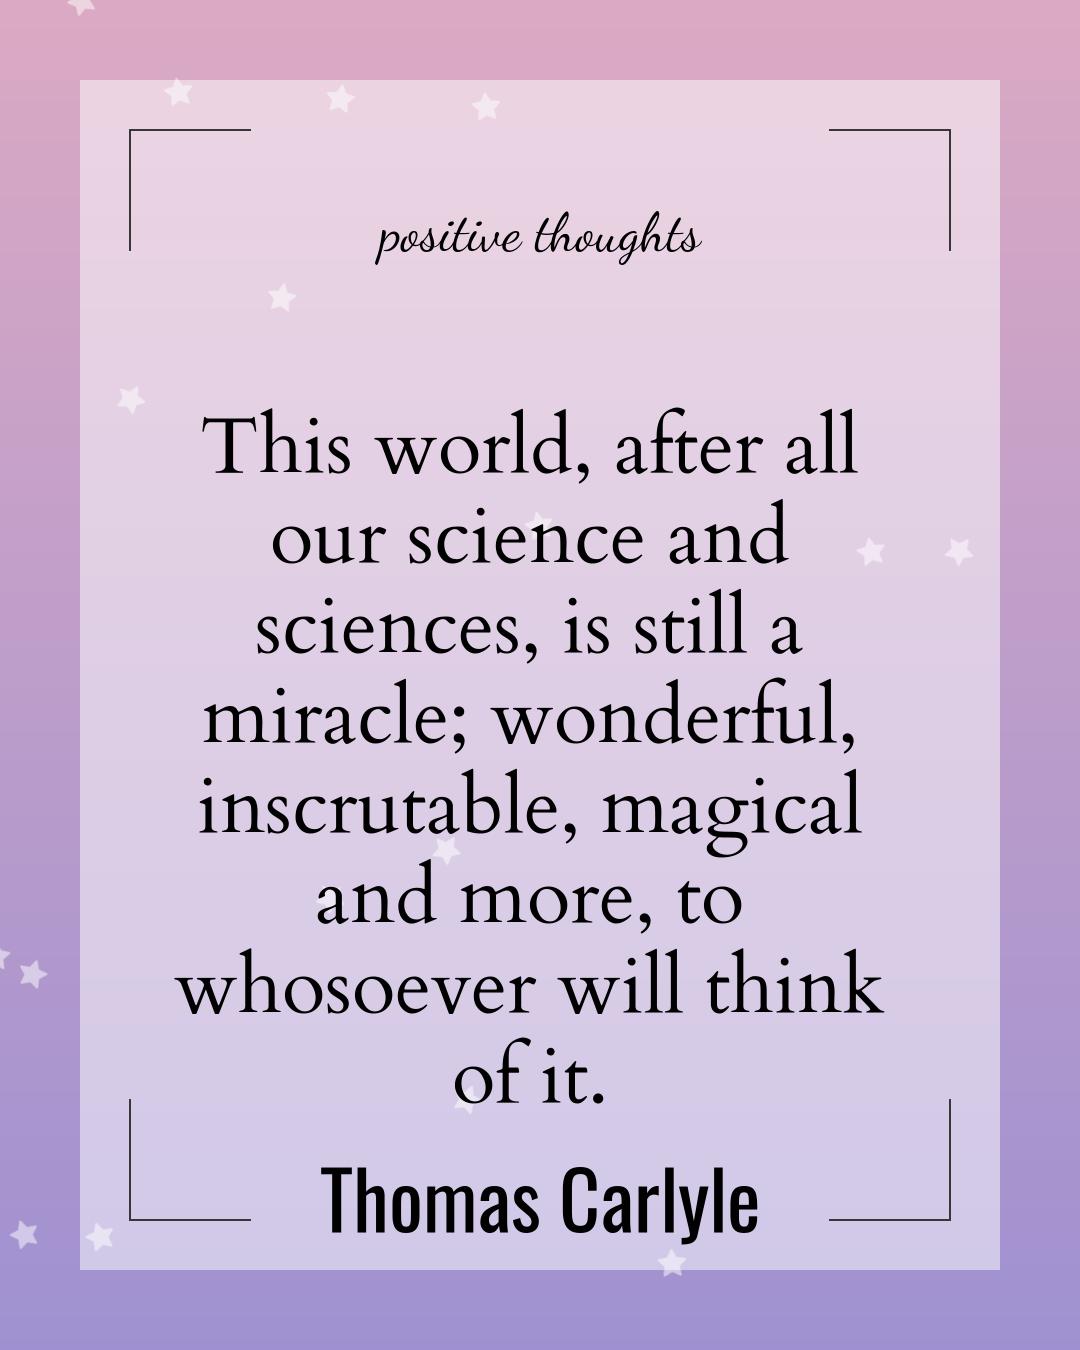 positive thoughts
This world, after all
our science and
sciences, is still a
miracle; wonderful,
inscrutable, magical
and more, to
whosoever will think
of it.
Thomas Carlyle